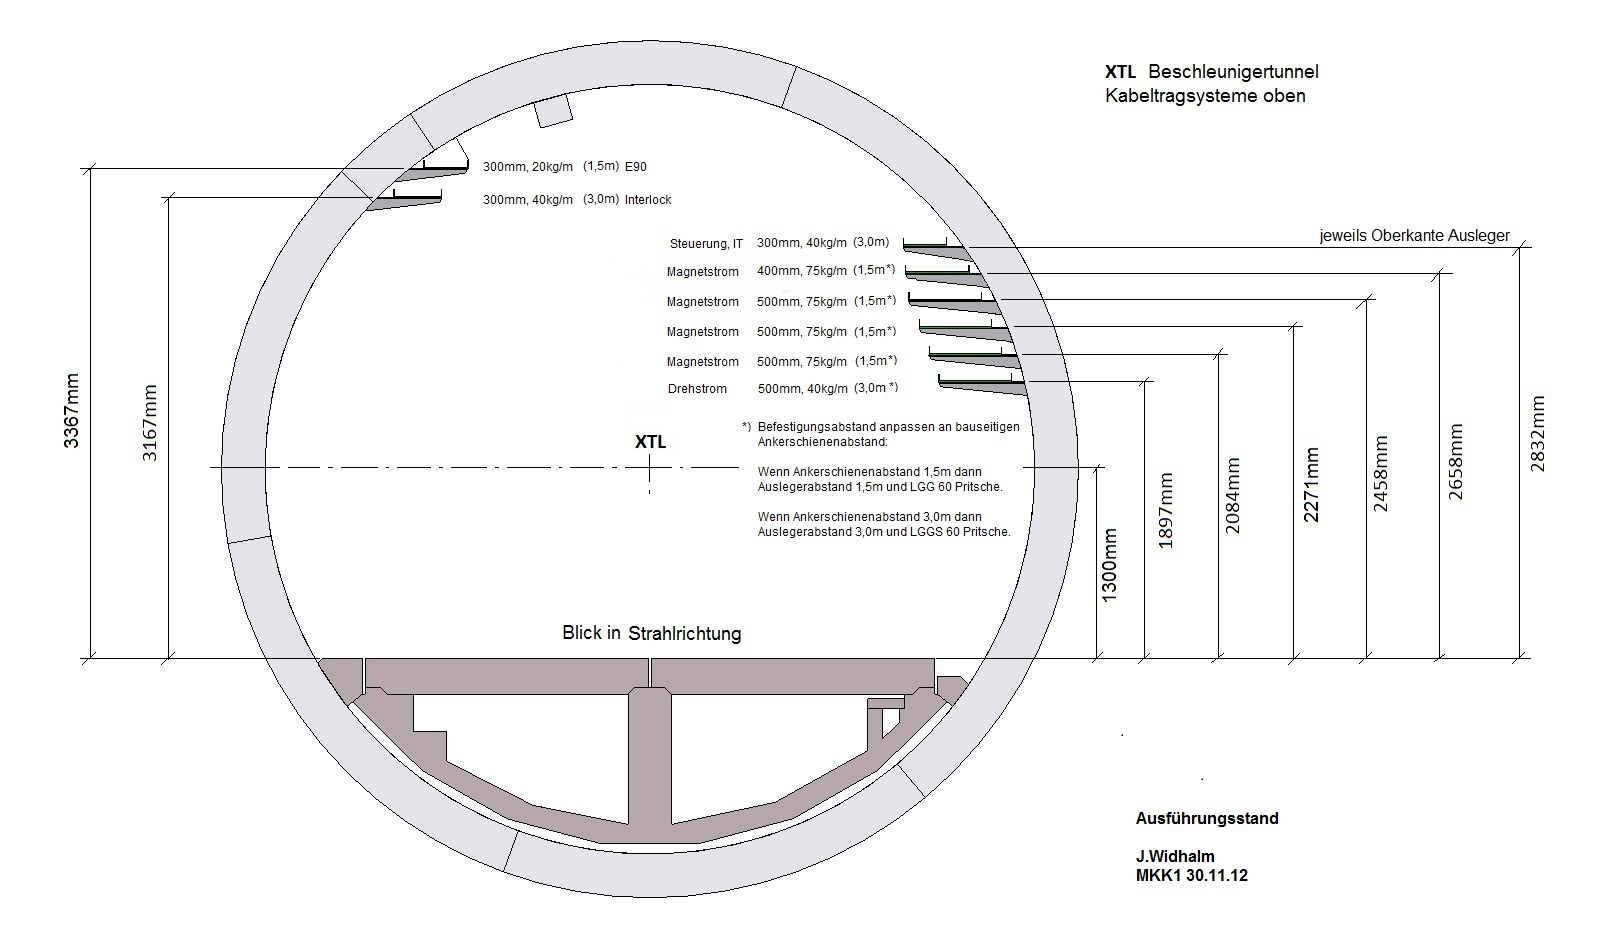 XTL Beschleunigertunnel
Kabeltragsysteme oben
300mm, 20kg/m (1,5m) E90
300mm, 40kg/m (3,0m) Interlock
jeweils Oberkante Ausleger
Steuerung, IT 300mm, 40kg/m (3,0m)
Magnetstrom 400mm, 75kg/m (1,5m*)
Magnetstrom 500mm, 75kg/m (1,5m*)
Magnetstrom 500mm, 75kg/m (1,5m*)
Magnetstrom 500mm, 75kg/m (1,5m*)
Drehstrom 500mm, 40kg/m (3,0m *)
*) Befestigungsabstand anpassen an bauseitigen
Ankerschienenabstand:
Wenn Ankerschienenabstand 1,5m dann
Auslegerabstand 1,5m und LGG 60 Pritsche.
Wenn Ankerschienenabstand 3,0m dann
Auslegerabstand 3,0m und LGGS 60 Pritsche.
XTL
3367mm
3167mm
1300mm
1897mm
2084mm
2271mm
2458mm
2658mm
2832mm
Blick in Strahlrichtung
Ausführungsstand
J.Widhalm
MKK1 30.11.12